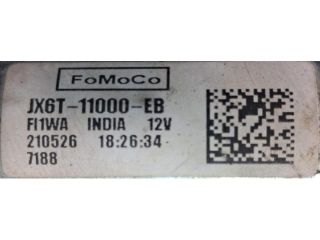 FoMoCo
JX6T-11000-EB
FI1WA INDIA 12V
210526 18:26:34
7188